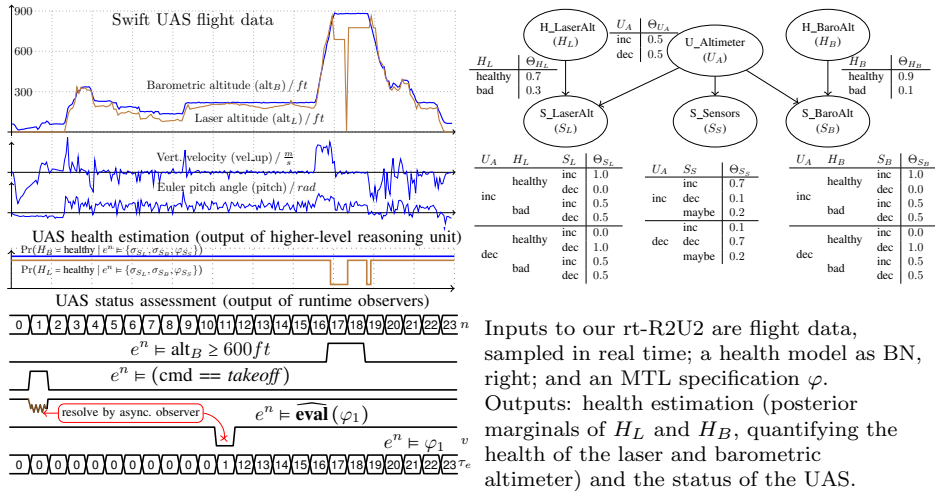 Swift UAS flight data
900
Barometric altitude (alt_B) / ft
300
Laser altitude (alt_L) / ft
Vert. velocity (vel_up) / m/s
Euler pitch angle (pitch) / rad
UAS health estimation (output of higher-level reasoning unit)
Pr(H_B = healthy | e^n ⊨ {σ_{S_L}, σ_{S_B}, φ_{S_S}})
Pr(H_L = healthy | e^n ⊨ {σ_{S_L}, σ_{S_B}, φ_{S_S}})
UAS status assessment (output of runtime observers)
0 1 2 3 4 5 6 7 8 9 10 11 12 13 14 15 16 17 18 19 20 21 22 23 n
e^n ⊨ alt_B ≥ 600 ft
e^n ⊨ (cmd == takeoff)
resolve by async. observer
e^n ⊨ eval(φ_1)
e^n ⊨ φ_1 v
0 0 0 0 0 0 0 0 0 0 0 1 12 13 14 15 16 17 18 19 20 21 22 23 τ_e
H_LaserAlt
(H_L)
U_A Θ_{U_A}
inc 0.5
dec 0.5
U_Altimeter
(U_A)
H_BaroAlt
(H_B)
H_L Θ_{H_L}
healthy 0.7
bad 0.3
H_B Θ_{H_B}
healthy 0.9
bad 0.1
S_LaserAlt
(S_L)
S_Sensors
(S_S)
S_BaroAlt
(S_B)
U_A H_L S_L Θ_{S_L}
inc healthy inc 1.0
dec 0.0
bad inc 0.5
dec 0.5
dec healthy inc 0.0
dec 1.0
bad inc 0.5
dec 0.5
U_A S_S Θ_{S_S}
inc 0.7
inc dec 0.1
maybe 0.2
inc 0.1
dec dec 0.7
maybe 0.2
U_A H_B S_B Θ_{S_B}
inc healthy inc 1.0
dec 0.0
bad inc 0.5
dec 0.5
dec healthy inc 0.0
dec 1.0
bad inc 0.5
dec 0.5
Inputs to our rt-R2U2 are flight data,
sampled in real time; a health model as BN,
right; and an MTL specification φ.
Outputs: health estimation (posterior
marginals of H_L and H_B, quantifying the
health of the laser and barometric
altimeter) and the status of the UAS.